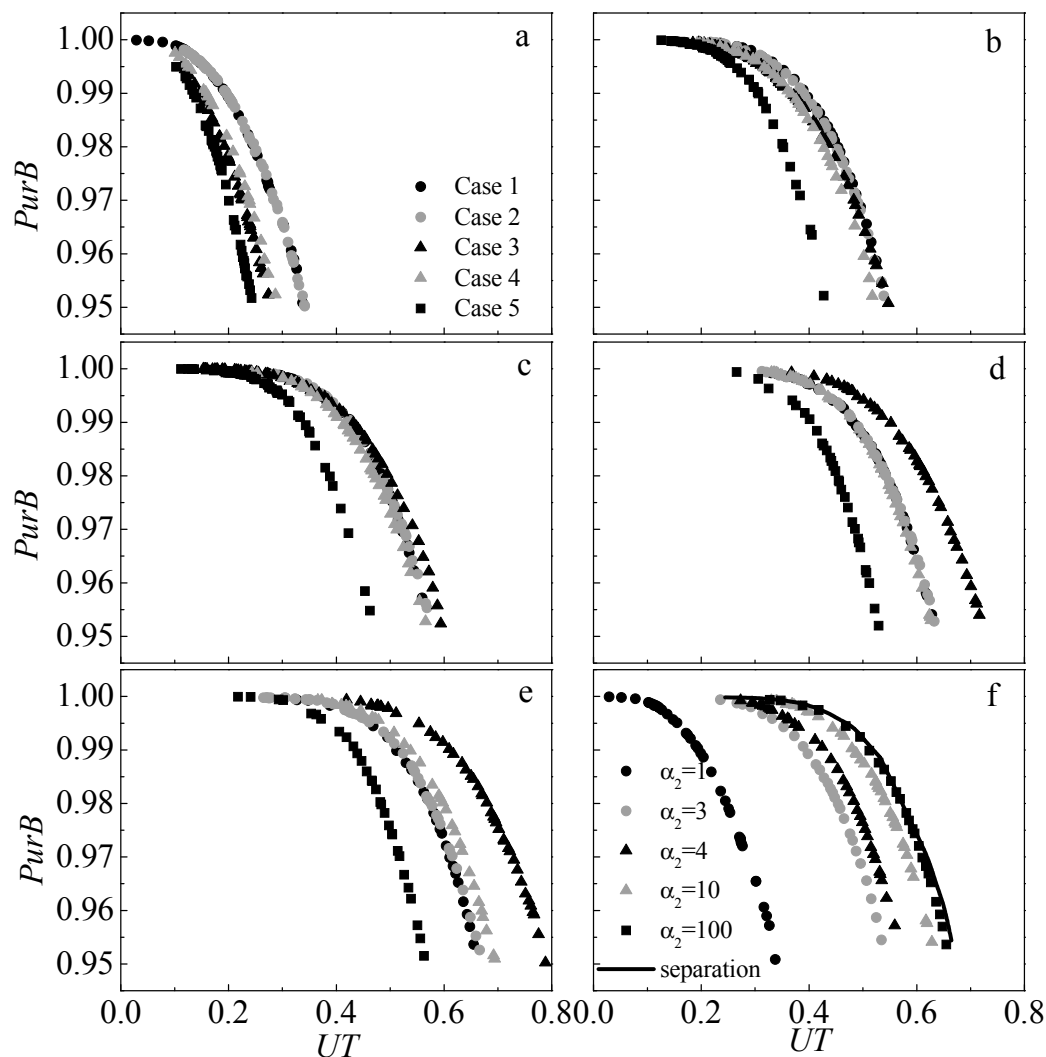 a
b
1.00
0.99
0.98
0.97
0.96
0.95
PurB
Case 1
Case 2
Case 3
Case 4
Case 5
c
d
1.00
0.99
0.98
0.97
0.96
0.95
PurB
e
f
1.00
0.99
0.98
0.97
0.96
0.95
PurB
α₂=1
α₂=3
α₂=4
α₂=10
α₂=100
separation
0.0 0.2 0.4 0.6 0.8
0.0 0.2 0.4 0.6 0.8
UT
UT